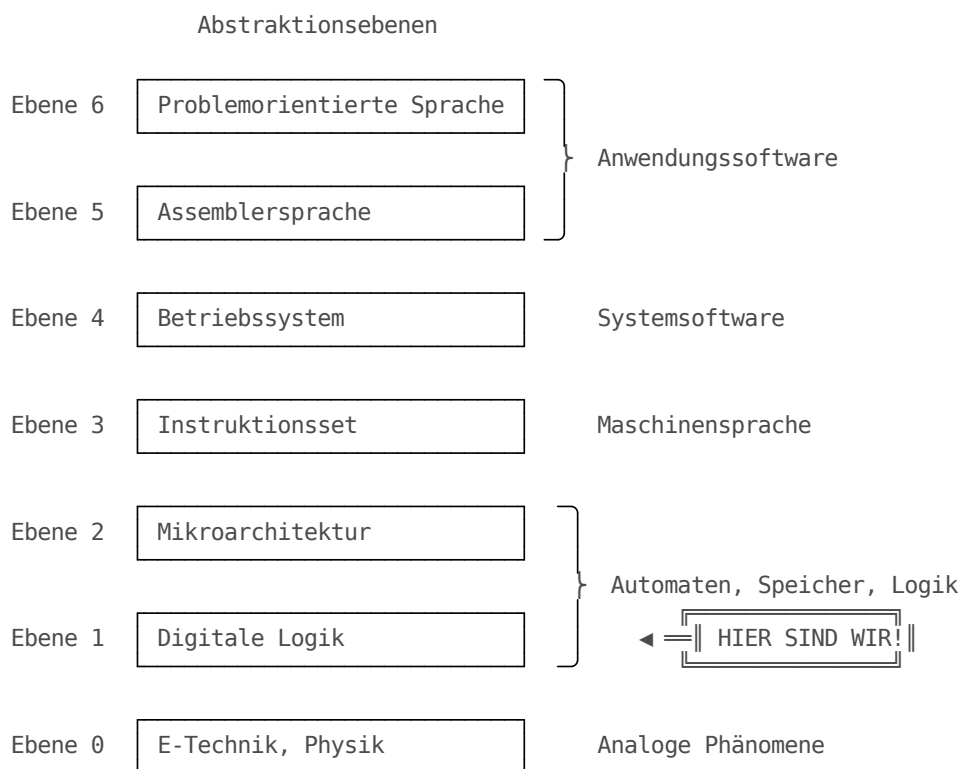 Abstraktionsebenen
Ebene 6 Problemorientierte Sprache
Anwendungssoftware
Ebene 5 Assemblersprache
Ebene 4 Betriebssystem Systemsoftware
Ebene 3 Instruktionsset Maschinensprache
Ebene 2 Mikroarchitektur
Automaten, Speicher, Logik
Ebene 1 Digitale Logik HIER SIND WIR!
Ebene 0 E-Technik, Physik Analoge Phänomene